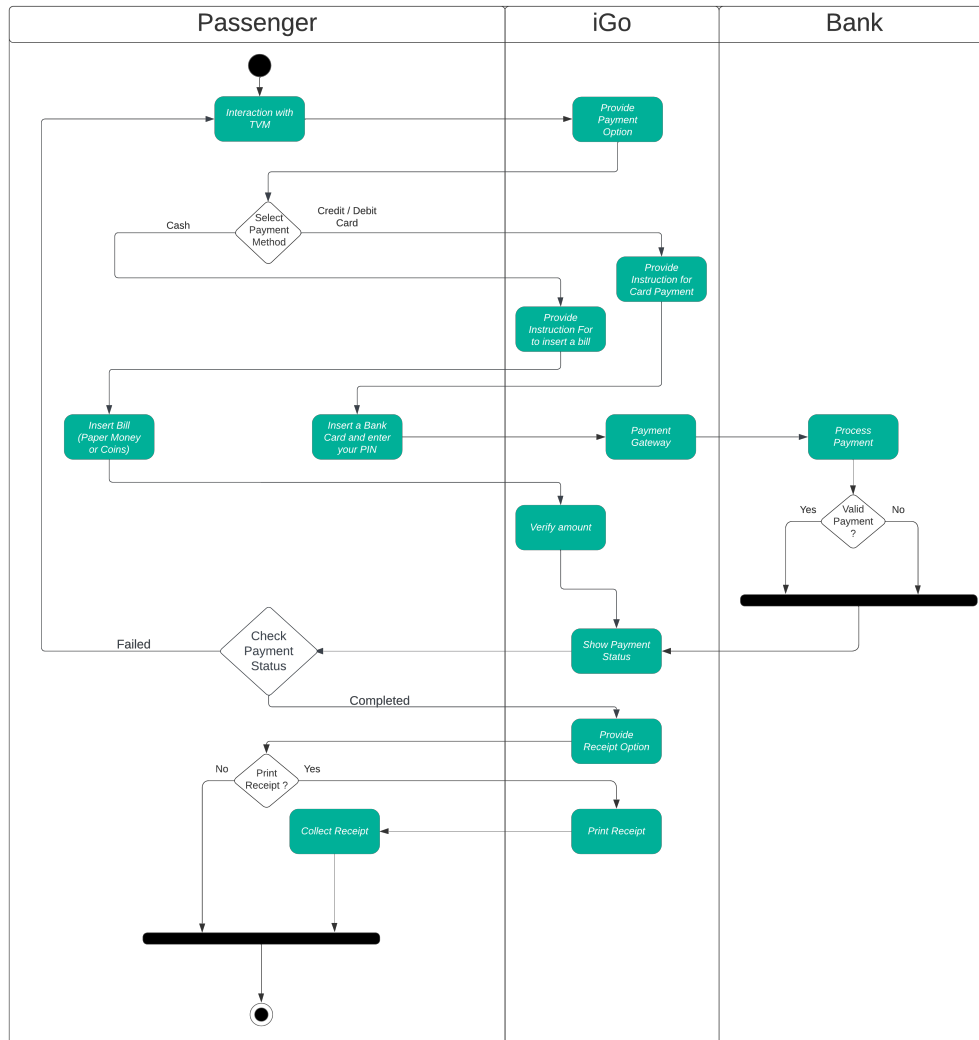 Passenger
iGo
Bank
Interaction with
TVM
Provide
Payment
Option
Select
Payment
Method
Cash
Credit / Debit
Card
Provide
Instruction for
Card Payment
Provide
Instruction For
to insert a bill
Insert Bill
(Paper Money
or Coins)
Insert a Bank
Card and enter
your PIN
Payment
Gateway
Process
Payment
Valid
Payment
?
Yes
No
Verify amount
Show Payment
Status
Check
Payment
Status
Failed
Completed
Provide
Receipt Option
Print
Receipt ?
No
Yes
Collect Receipt
Print Receipt